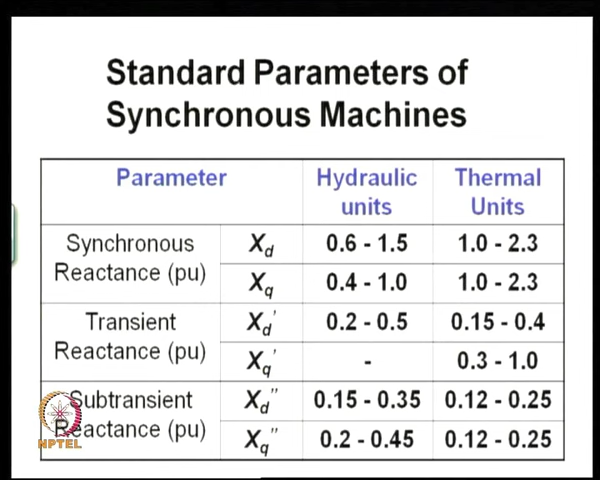 Standard Parameters of
Synchronous Machines
Parameter Hydraulic units Thermal Units
Synchronous Reactance (pu) Xd 0.6 - 1.5 1.0 - 2.3
Xq 0.4 - 1.0 1.0 - 2.3
Transient Reactance (pu) Xd' 0.2 - 0.5 0.15 - 0.4
Xq' - 0.3 - 1.0
Subtransient Reactance (pu) Xd" 0.15 - 0.35 0.12 - 0.25
Xq" 0.2 - 0.45 0.12 - 0.25
NPTEL